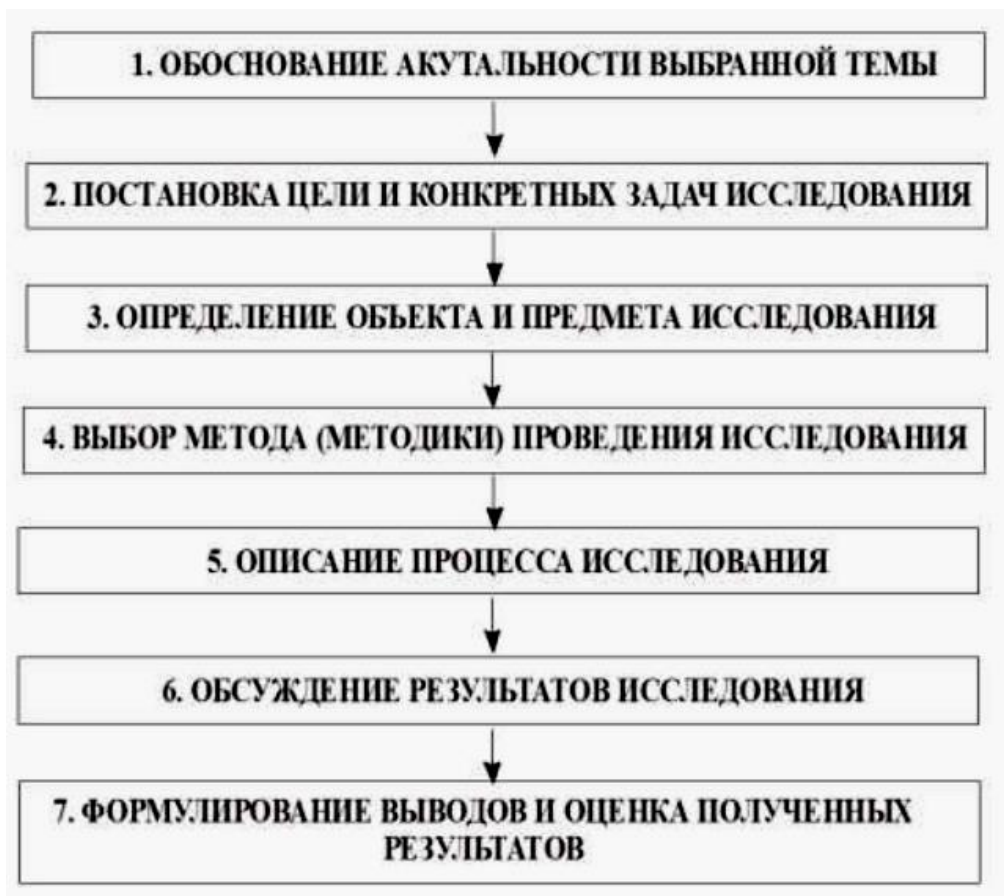 1. ОБОСНОВАНИЕ АКУТАЛЬНОСТИ ВЫБРАННОЙ ТЕМЫ
2. ПОСТАНОВКА ЦЕЛИ И КОНКРЕТНЫХ ЗАДАЧ ИССЛЕДОВАНИЯ
3. ОПРЕДЕЛЕНИЕ ОБЪЕКТА И ПРЕДМЕТА ИССЛЕДОВАНИЯ
4. ВЫБОР МЕТОДА (МЕТОДИКИ) ПРОВЕДЕНИЯ ИССЛЕДОВАНИЯ
5. ОПИСАНИЕ ПРОЦЕССА ИССЛЕДОВАНИЯ
6. ОБСУЖДЕНИЕ РЕЗУЛЬТАТОВ ИССЛЕДОВАНИЯ
7. ФОРМУЛИРОВАНИЕ ВЫВОДОВ И ОЦЕНКА ПОЛУЧЕННЫХ
РЕЗУЛЬТАТОВ